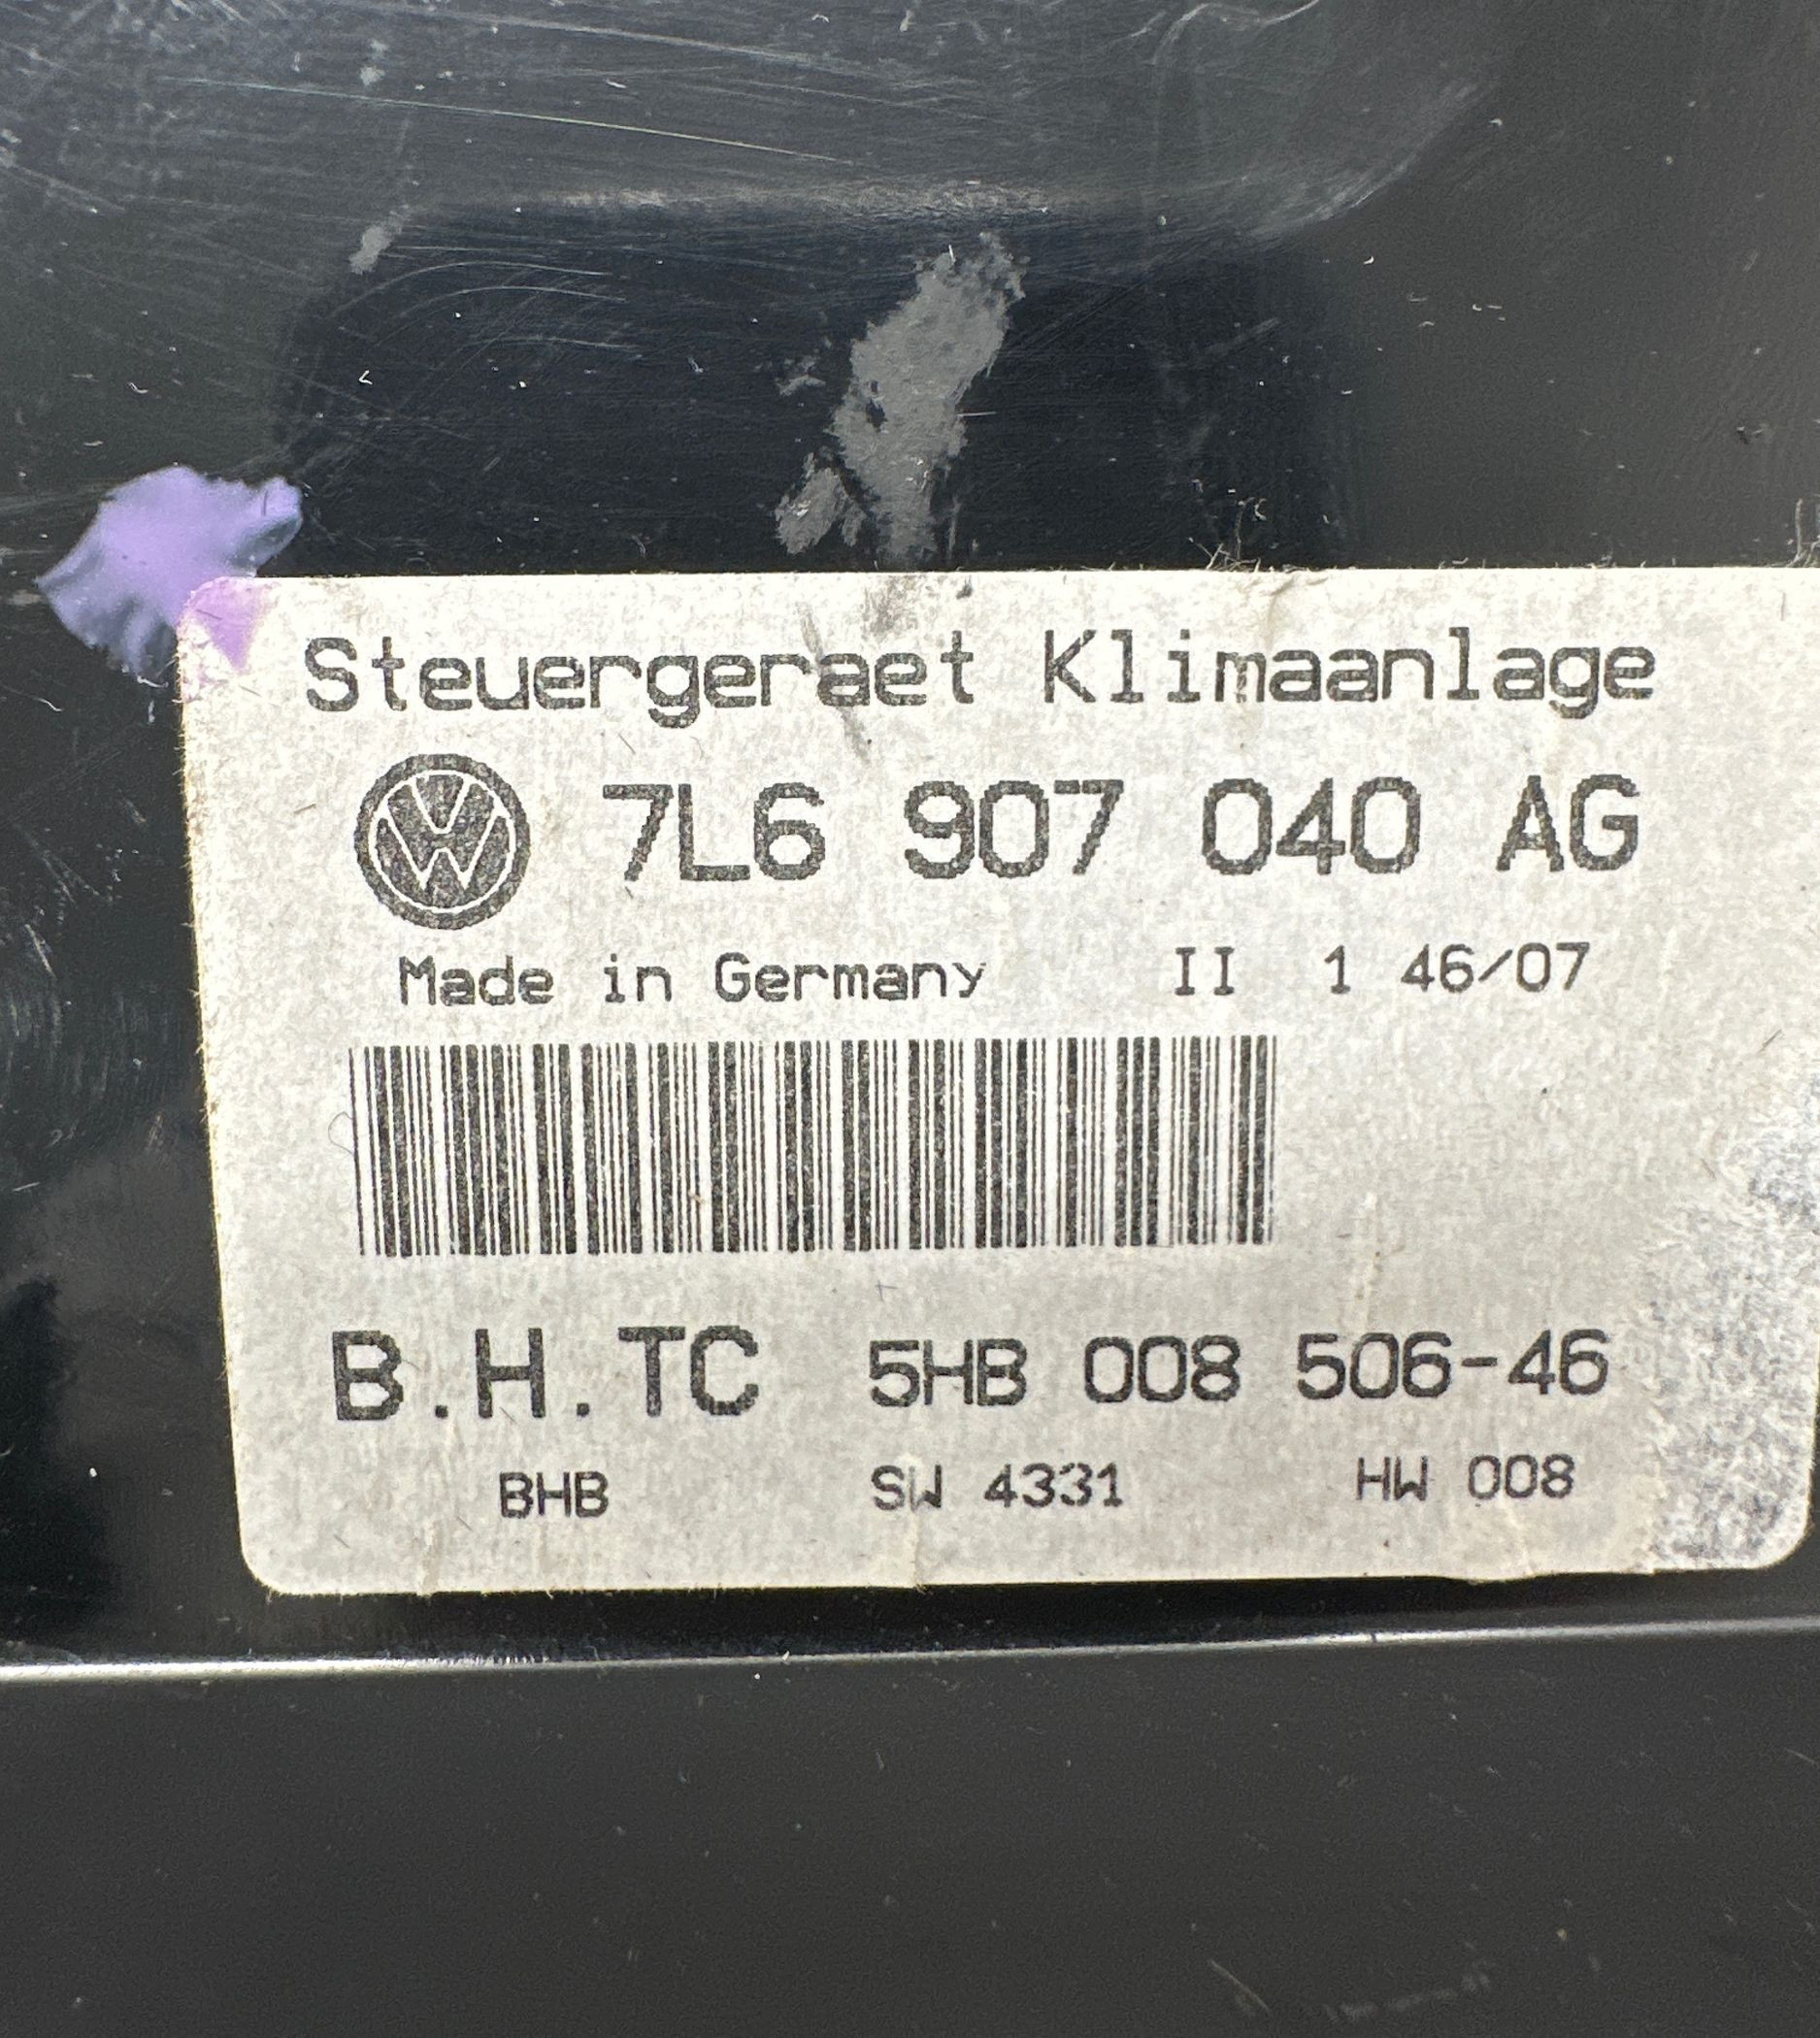 Steuergeraet Klimaanlage
7L6 907 040 AG
Made in Germany II 1 46/07
B.H.TC 5HB 008 506-46
BHB SW 4331 HW 008